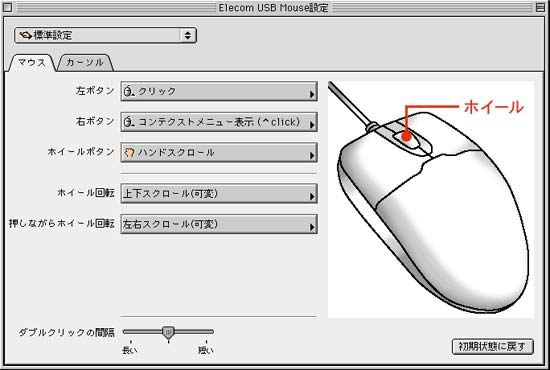 Elecom USB Mouse設定
標準設定
マウス
カーソル
左ボタン
クリック
右ボタン
コンテクストメニュー表示 (^click)
ホイールボタン
ハンドスクロール
ホイール回転
上下スクロール(可変)
押しながらホイール回転
左右スクロール(可変)
ホイール
ダブルクリックの間隔
長い
短い
初期状態に戻す